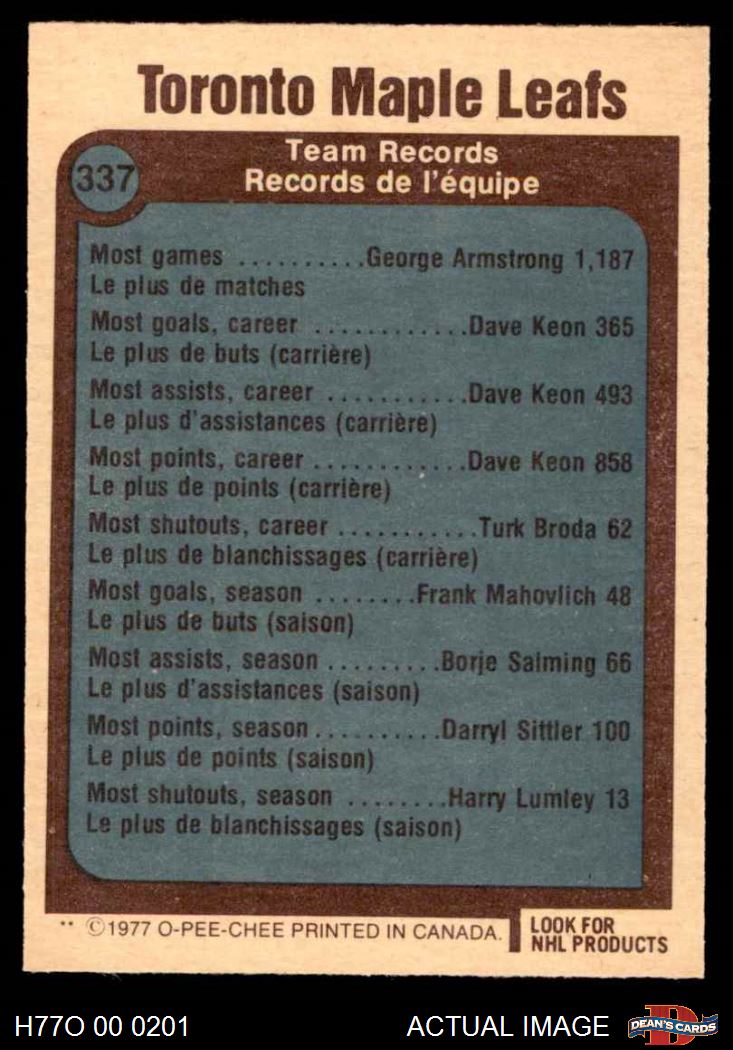 Toronto Maple Leafs
337
Team Records
Records de l'équipe
Most games ..........George Armstrong 1,187
Le plus de matches
Most goals, career ............Dave Keon 365
Le plus de buts (carrière)
Most assists, career ...........Dave Keon 493
Le plus d'assistances (carrière)
Most points, career ............Dave Keon 858
Le plus de points (carrière)
Most shutouts, career ...........Turk Broda 62
Le plus de blanchissages (carrière)
Most goals, season ........Frank Mahovlich 48
Le plus de buts (saison)
Most assists, season .........Borje Salming 66
Le plus d'assistances (saison)
Most points, season ..........Darryl Sittler 100
Le plus de points (saison)
Most shutouts, season ........Harry Lumley 13
Le plus de blanchissages (saison)
** ©1977 O-PEE-CHEE PRINTED IN CANADA.
LOOK FOR
NHL PRODUCTS
H77O 00 0201
ACTUAL IMAGE
D
DEAN'S CARDS